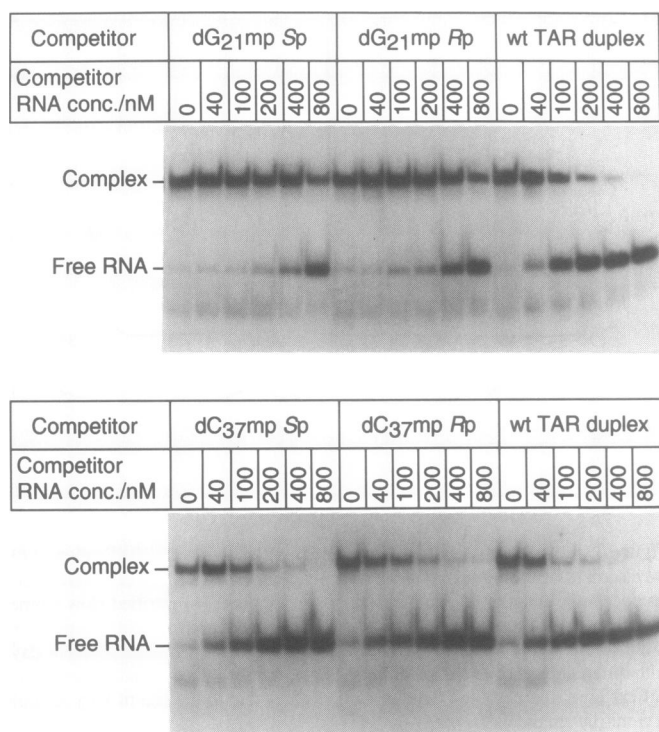 Competitor dG21mp Sp dG21mp Rp wt TAR duplex
Competitor
RNA conc./nM 0 40 100 200 400 800 0 40 100 200 400 800 0 40 100 200 400 800
Complex
Free RNA
Competitor dC37mp Sp dC37mp Rp wt TAR duplex
Competitor
RNA conc./nM 0 40 100 200 400 800 0 40 100 200 400 800 0 40 100 200 400 800
Complex
Free RNA